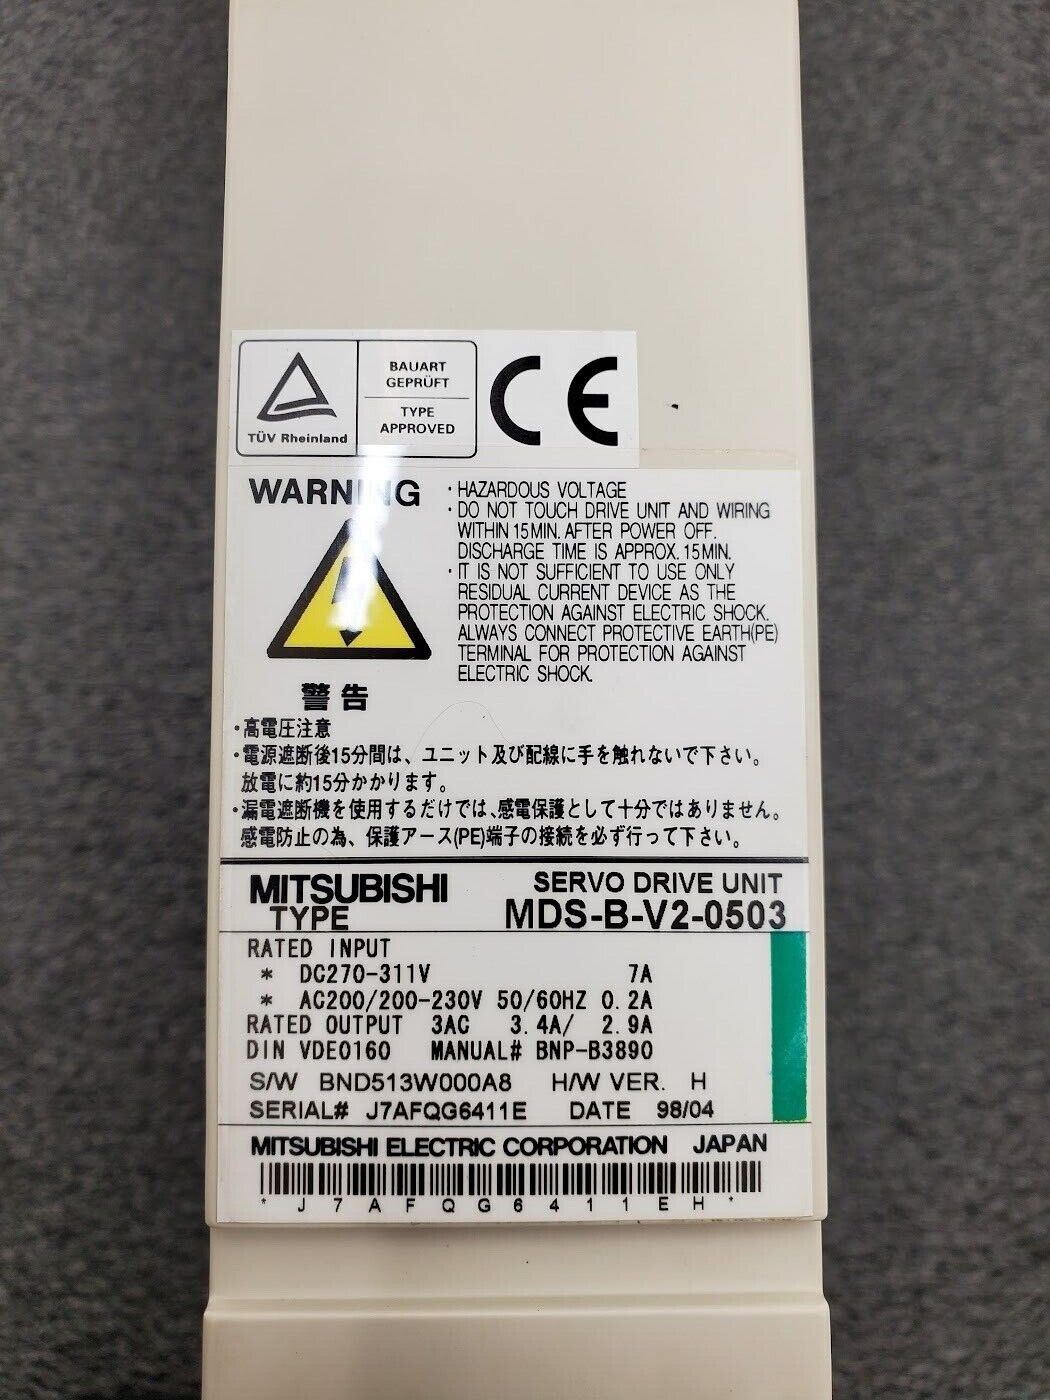 TÜV Rheinland
BAUART
GEPRÜFT
TYPE
APPROVED
CE
WARNING
・HAZARDOUS VOLTAGE
・DO NOT TOUCH DRIVE UNIT AND WIRING
WITHIN 15MIN. AFTER POWER OFF.
DISCHARGE TIME IS APPROX. 15MIN.
・IT IS NOT SUFFICIENT TO USE ONLY
RESIDUAL CURRENT DEVICE AS THE
PROTECTION AGAINST ELECTRIC SHOCK.
ALWAYS CONNECT PROTECTIVE EARTH(PE)
TERMINAL FOR PROTECTION AGAINST
ELECTRIC SHOCK.
警告
・高電圧注意
・電源遮断後15分間は、ユニット及び配線に手を触れないで下さい。
放電に約15分かかります。
・漏電遮断機を使用するだけでは、感電保護として十分ではありません。
感電防止の為、保護アース(PE)端子の接続を必ず行って下さい。
MITSUBISHI SERVO DRIVE UNIT
TYPE MDS-B-V2-0503
RATED INPUT
* DC270-311V 7A
* AC200/200-230V 50/60HZ 0.2A
RATED OUTPUT 3AC 3.4A/ 2.9A
DIN VDE0160 MANUAL# BNP-B3890
S/W BND513W000A8 H/W VER. H
SERIAL# J7AFQG6411E DATE 98/04
MITSUBISHI ELECTRIC CORPORATION JAPAN
* J 7 A F Q G 6 4 1 1 E H *